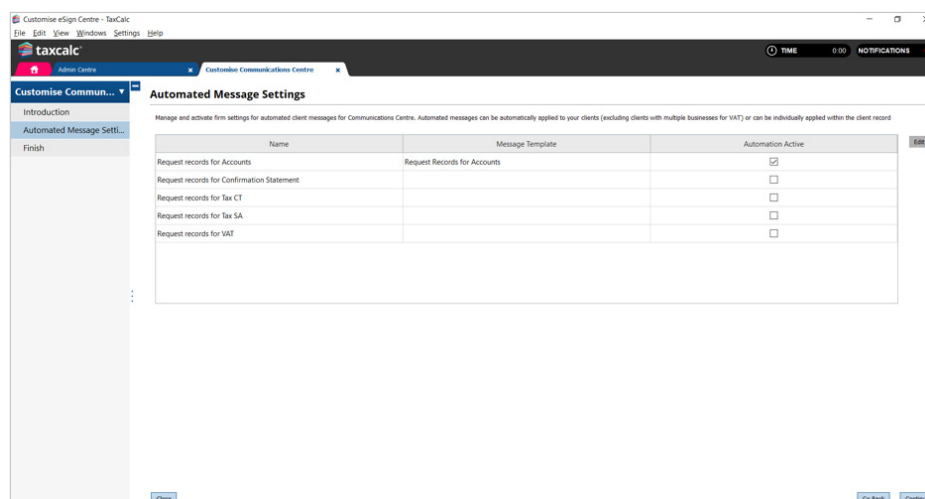 Customise eSign Centre - TaxCalc
File Edit View Windows Settings Help
taxcalc
TIME 0:00 NOTIFICATIONS
Admin Centre x Customise Communications Centre x
Customise Commun...
Automated Message Settings
Introduction
Automated Message Setti...
Finish
Manage and activate firm settings for automated client messages for Communications Centre. Automated messages can be automatically applied to your clients (excluding clients with multiple businesses for VAT) or can be individually applied within the client record
Name Message Template Automation Active
Edit
Request records for Accounts Request Records for Accounts
Request records for Confirmation Statement
Request records for Tax CT
Request records for Tax SA
Request records for VAT
Close Go Back